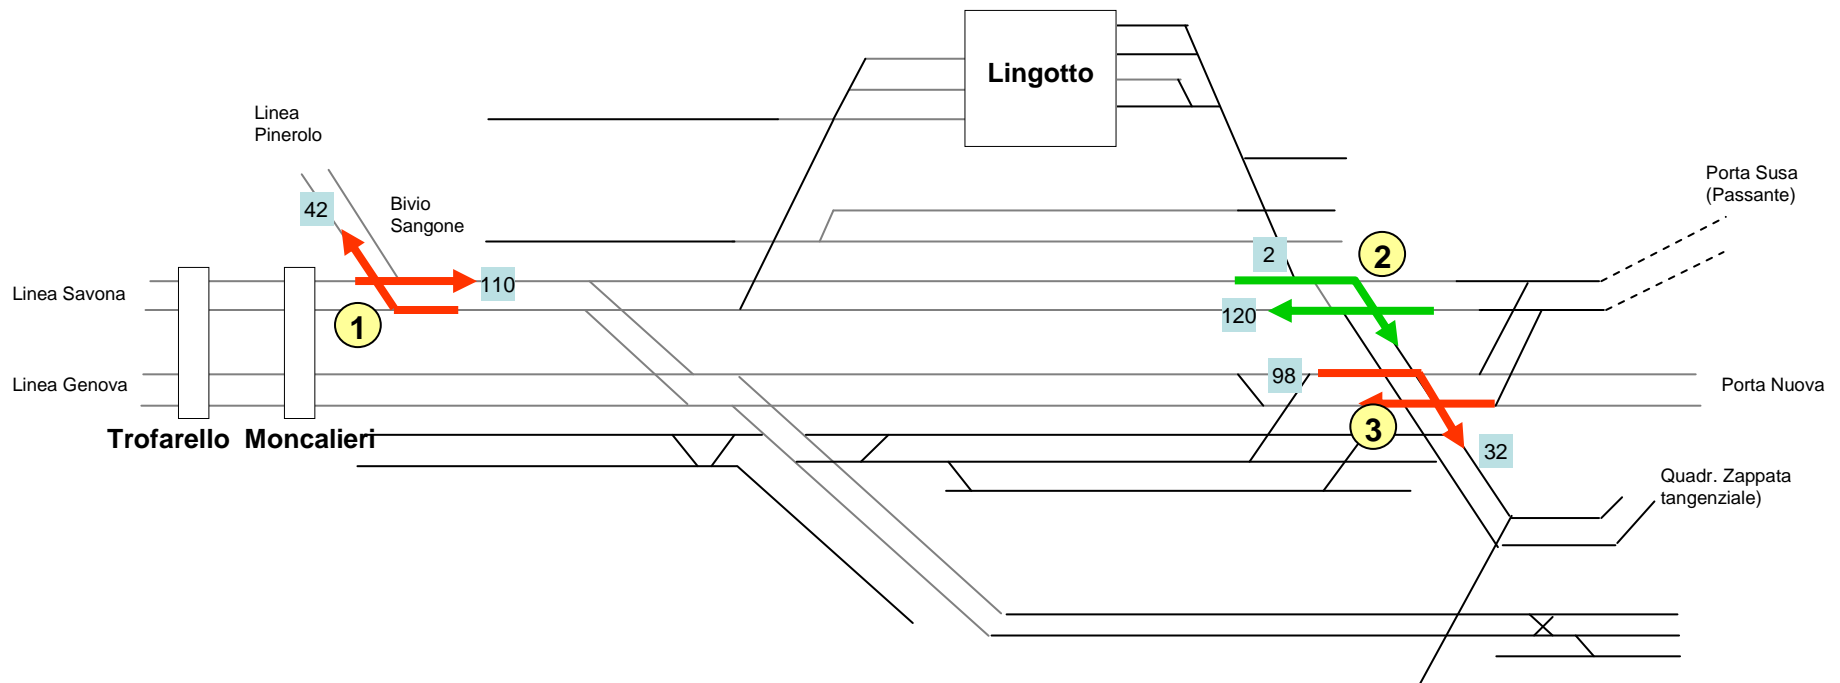 Lingotto
Linea
Pinerolo
42
Bivio
Sangone
Porta Susa
(Passante)
2
2
110
Linea Savona
1
120
98
Linea Genova
Porta Nuova
3
Trofarello Moncalieri
32
Quadr. Zappata
tangenziale)